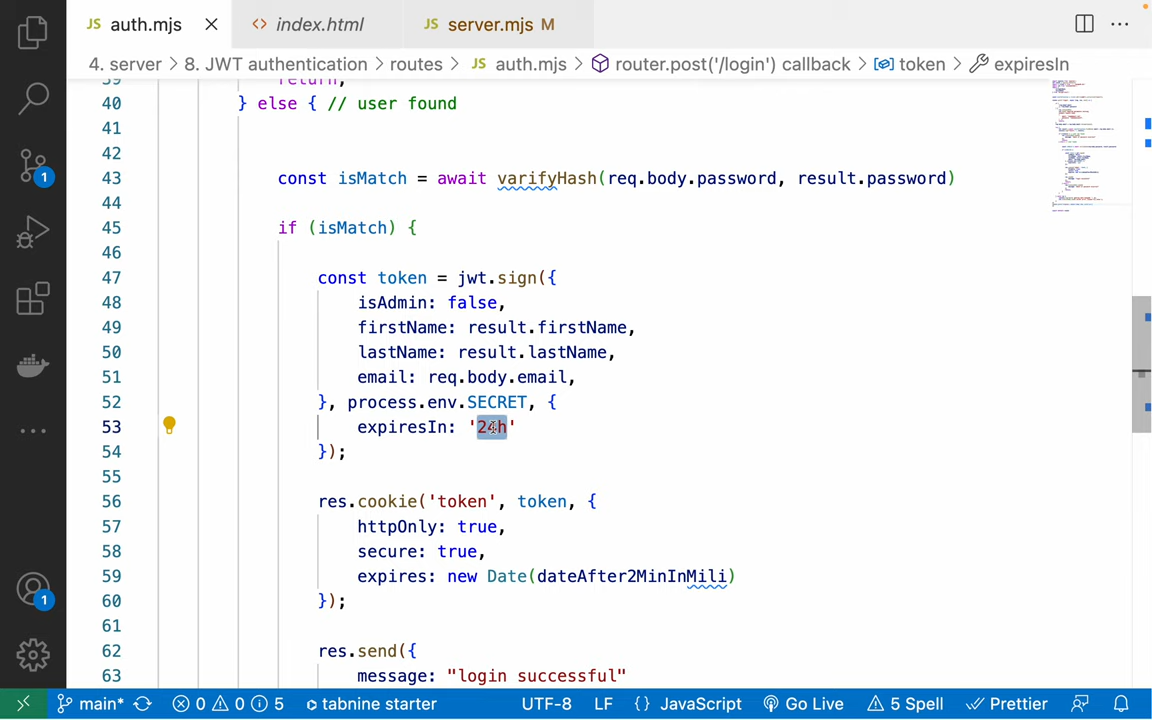 JS auth.mjs
<> index.html
JS server.mjs M
4. server > 8. JWT authentication > routes > JS auth.mjs > router.post('/login') callback > token > expiresIn
39 return;
40 } else { // user found
41
42
43 const isMatch = await varifyHash(req.body.password, result.password)
44
45 if (isMatch) {
46
47 const token = jwt.sign({
48 isAdmin: false,
49 firstName: result.firstName,
50 lastName: result.lastName,
51 email: req.body.email,
52 }, process.env.SECRET, {
53 expiresIn: '24h'
54 });
55
56 res.cookie('token', token, {
57 httpOnly: true,
58 secure: true,
59 expires: new Date(dateAfter2MinInMili)
60 });
61
62 res.send({
63 message: "login successful"
1
1
main* 0 0 5 tabnine starter UTF-8 LF {} JavaScript Go Live 5 Spell Prettier